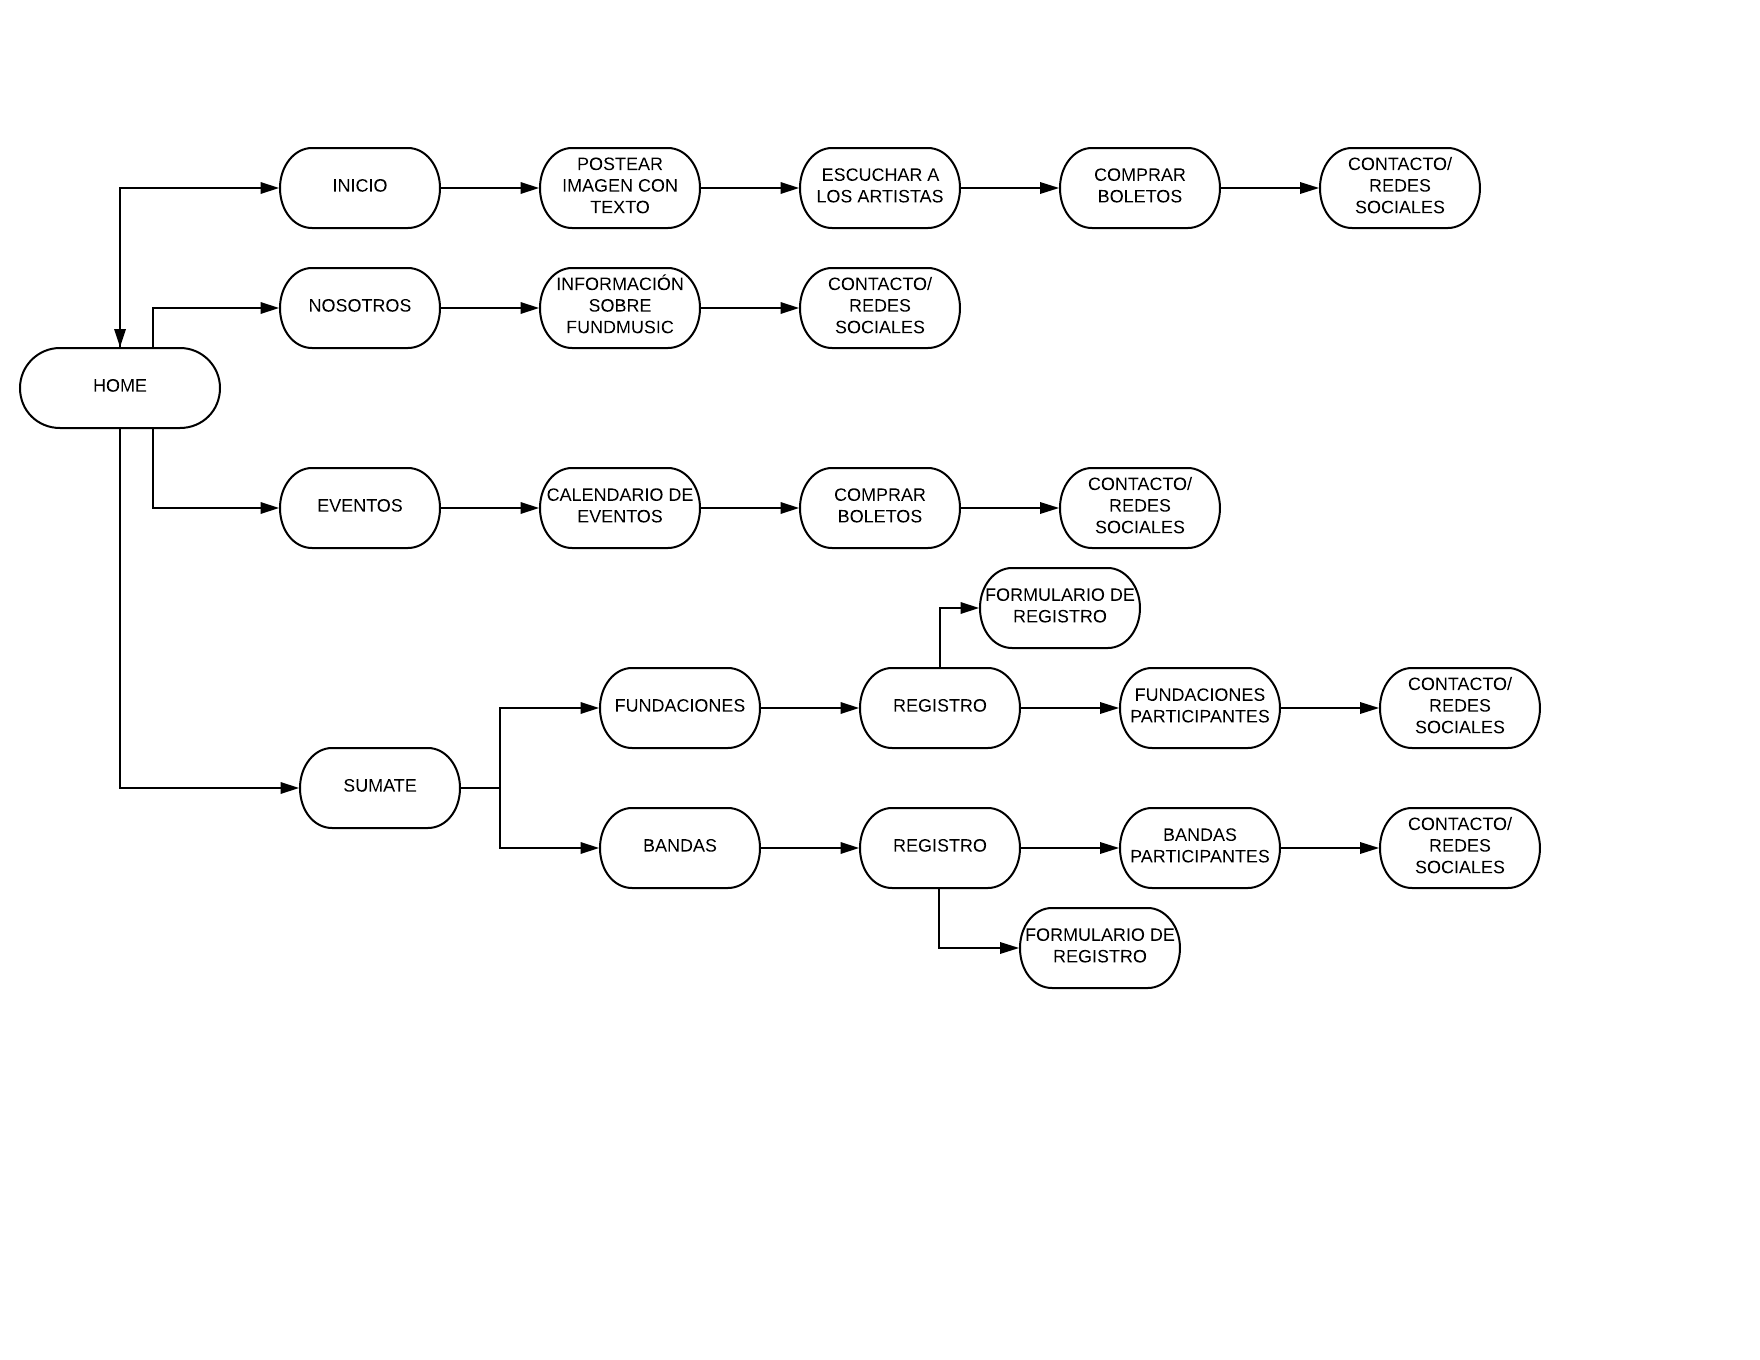 INICIO
POSTEAR
IMAGEN CON
TEXTO
ESCUCHAR A
LOS ARTISTAS
COMPRAR
BOLETOS
CONTACTO/
REDES
SOCIALES
NOSOTROS
INFORMACIÓN
SOBRE
FUNDMUSIC
CONTACTO/
REDES
SOCIALES
HOME
EVENTOS
CALENDARIO DE
EVENTOS
COMPRAR
BOLETOS
CONTACTO/
REDES
SOCIALES
FORMULARIO DE
REGISTRO
FUNDACIONES
REGISTRO
FUNDACIONES
PARTICIPANTES
CONTACTO/
REDES
SOCIALES
SUMATE
BANDAS
REGISTRO
BANDAS
PARTICIPANTES
CONTACTO/
REDES
SOCIALES
FORMULARIO DE
REGISTRO